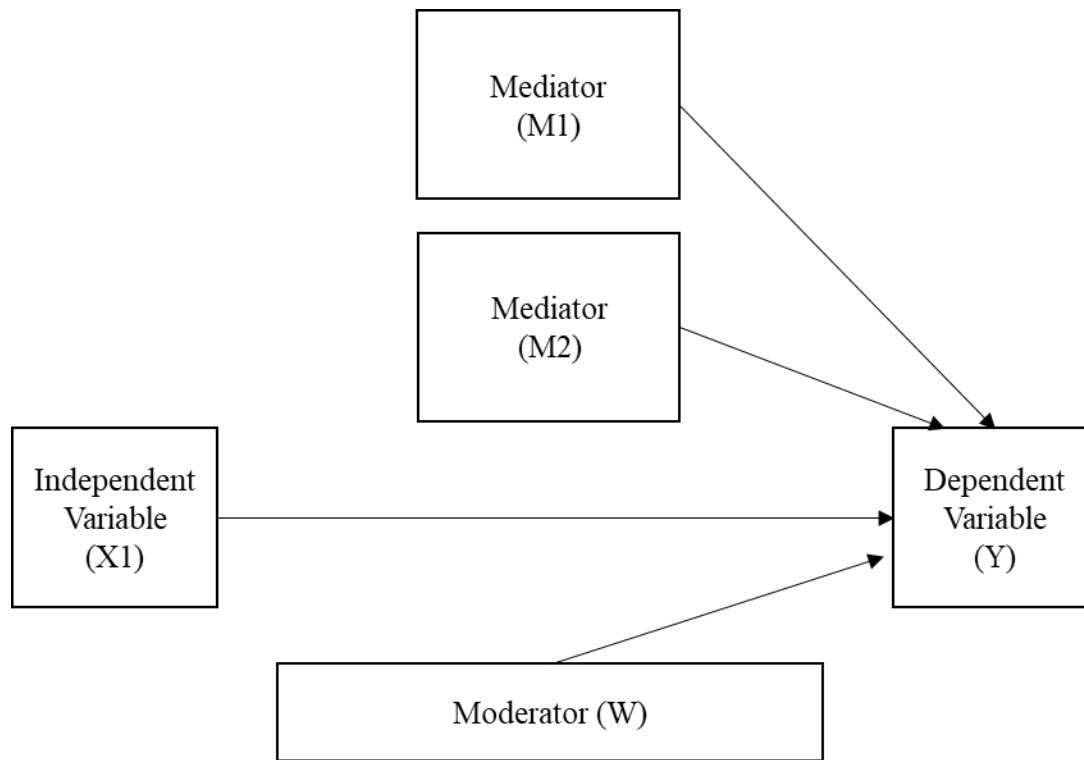 Mediator
(M1)
Mediator
(M2)
Independent
Variable
(X1)
Dependent
Variable
(Y)
Moderator (W)